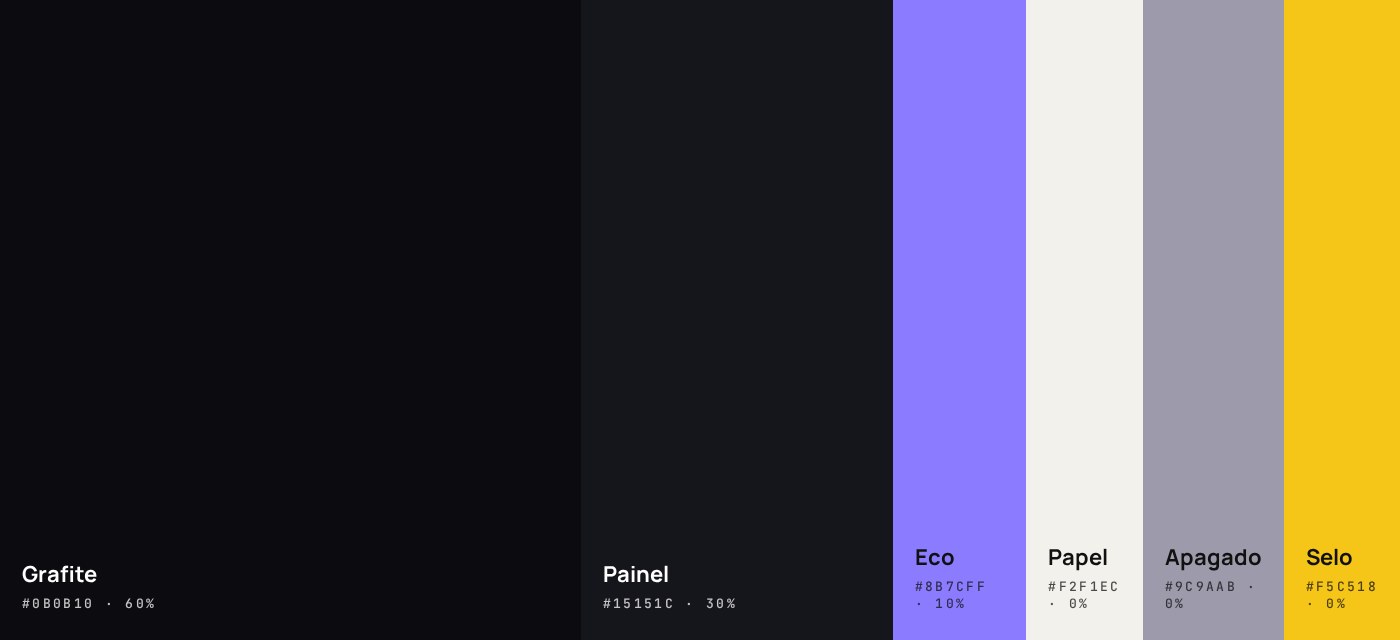 Grafite
#0B0B10 · 60%
Painel
#15151C · 30%
Eco
#8B7CFF
· 10%
Papel
#F2F1EC
· 0%
Apagado
#9C9AAB ·
0%
Selo
#F5C518
· 0%